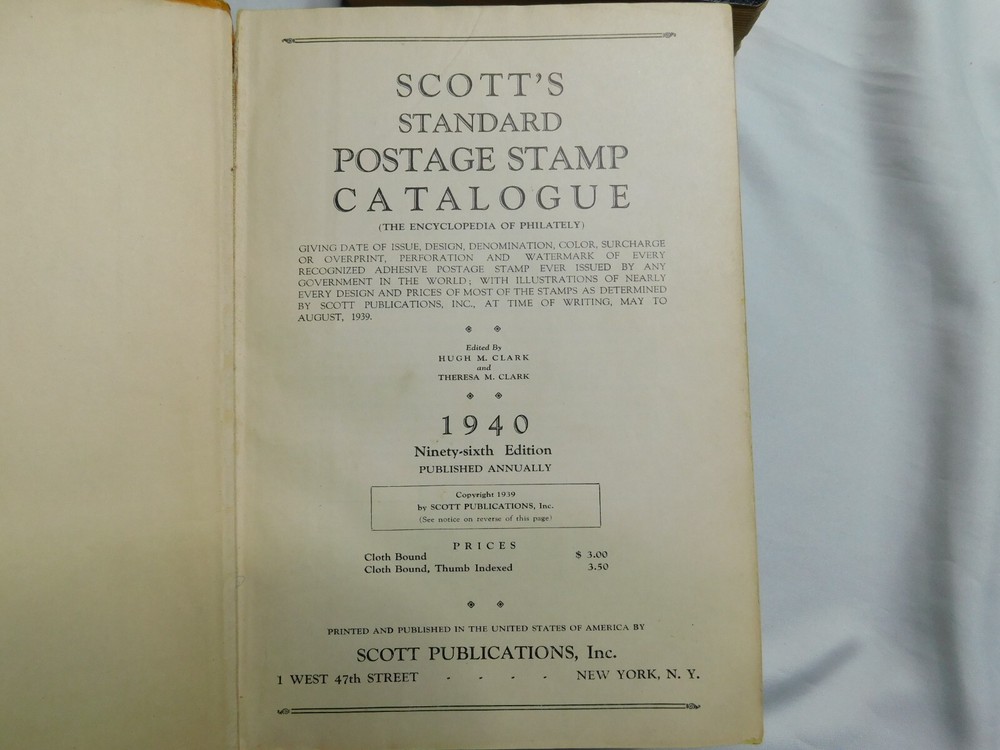 SCOTT'S
STANDARD
POSTAGE STAMP
CATALOGUE
(THE ENCYCLOPEDIA OF PHILATELY)
GIVING DATE OF ISSUE, DESIGN, DENOMINATION, COLOR, SURCHARGE
OR OVERPRINT, PERFORATION AND WATERMARK OF EVERY
RECOGNIZED ADHESIVE POSTAGE STAMP EVER ISSUED BY ANY
GOVERNMENT IN THE WORLD; WITH ILLUSTRATIONS OF NEARLY
EVERY DESIGN AND PRICES OF MOST OF THE STAMPS AS DETERMINED
BY SCOTT PUBLICATIONS, INC., AT TIME OF WRITING, MAY TO
AUGUST, 1939.
Edited By
HUGH M. CLARK
and
THERESA M. CLARK
1940
Ninety-sixth Edition
PUBLISHED ANNUALLY
Copyright 1939
by SCOTT PUBLICATIONS, Inc.
(See notice on reverse of this page)
PRICES
Cloth Bound $ 3.00
Cloth Bound, Thumb Indexed 3.50
PRINTED AND PUBLISHED IN THE UNITED STATES OF AMERICA BY
SCOTT PUBLICATIONS, Inc.
1 WEST 47th STREET - - - - NEW YORK, N. Y.